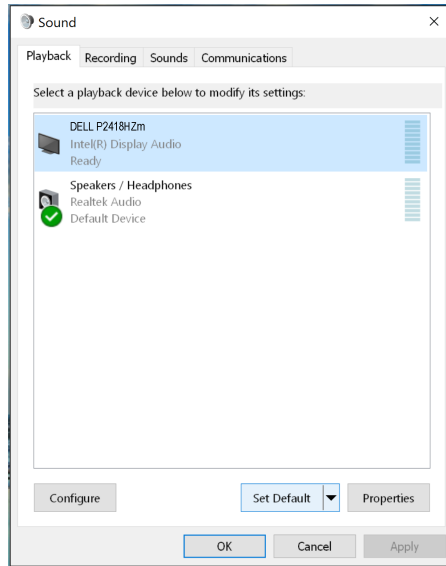 Sound
Playback Recording Sounds Communications
Select a playback device below to modify its settings:
DELL P2418HZm
Intel(R) Display Audio
Ready
Speakers / Headphones
Realtek Audio
Default Device
Configure Set Default Properties
OK Cancel Apply